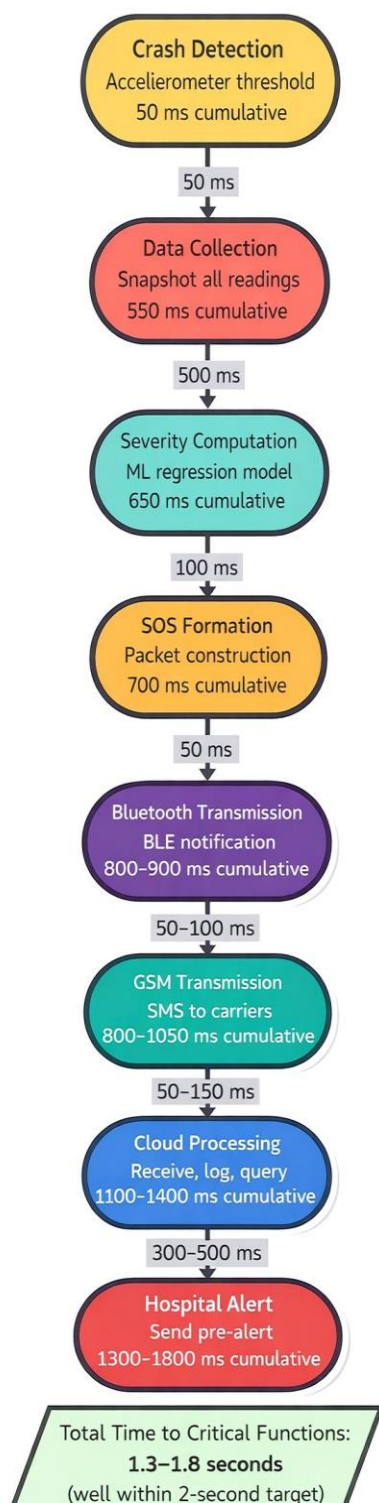 Crash Detection
Accelierometer threshold
50 ms cumulative
50 ms
Data Collection
Snapshot all readings
550 ms cumulative
500 ms
Severity Computation
ML regression model
650 ms cumulative
100 ms
SOS Formation
Packet construction
700 ms cumulative
50 ms
Bluetooth Transmission
BLE notification
800–900 ms cumulative
50–100 ms
GSM Transmission
SMS to carriers
800–1050 ms cumulative
50–150 ms
Cloud Processing
Receive, log, query
1100–1400 ms cumulative
300–500 ms
Hospital Alert
Send pre-alert
1300–1800 ms cumulative
Total Time to Critical Functions:
1.3–1.8 seconds
(well within 2-second target)